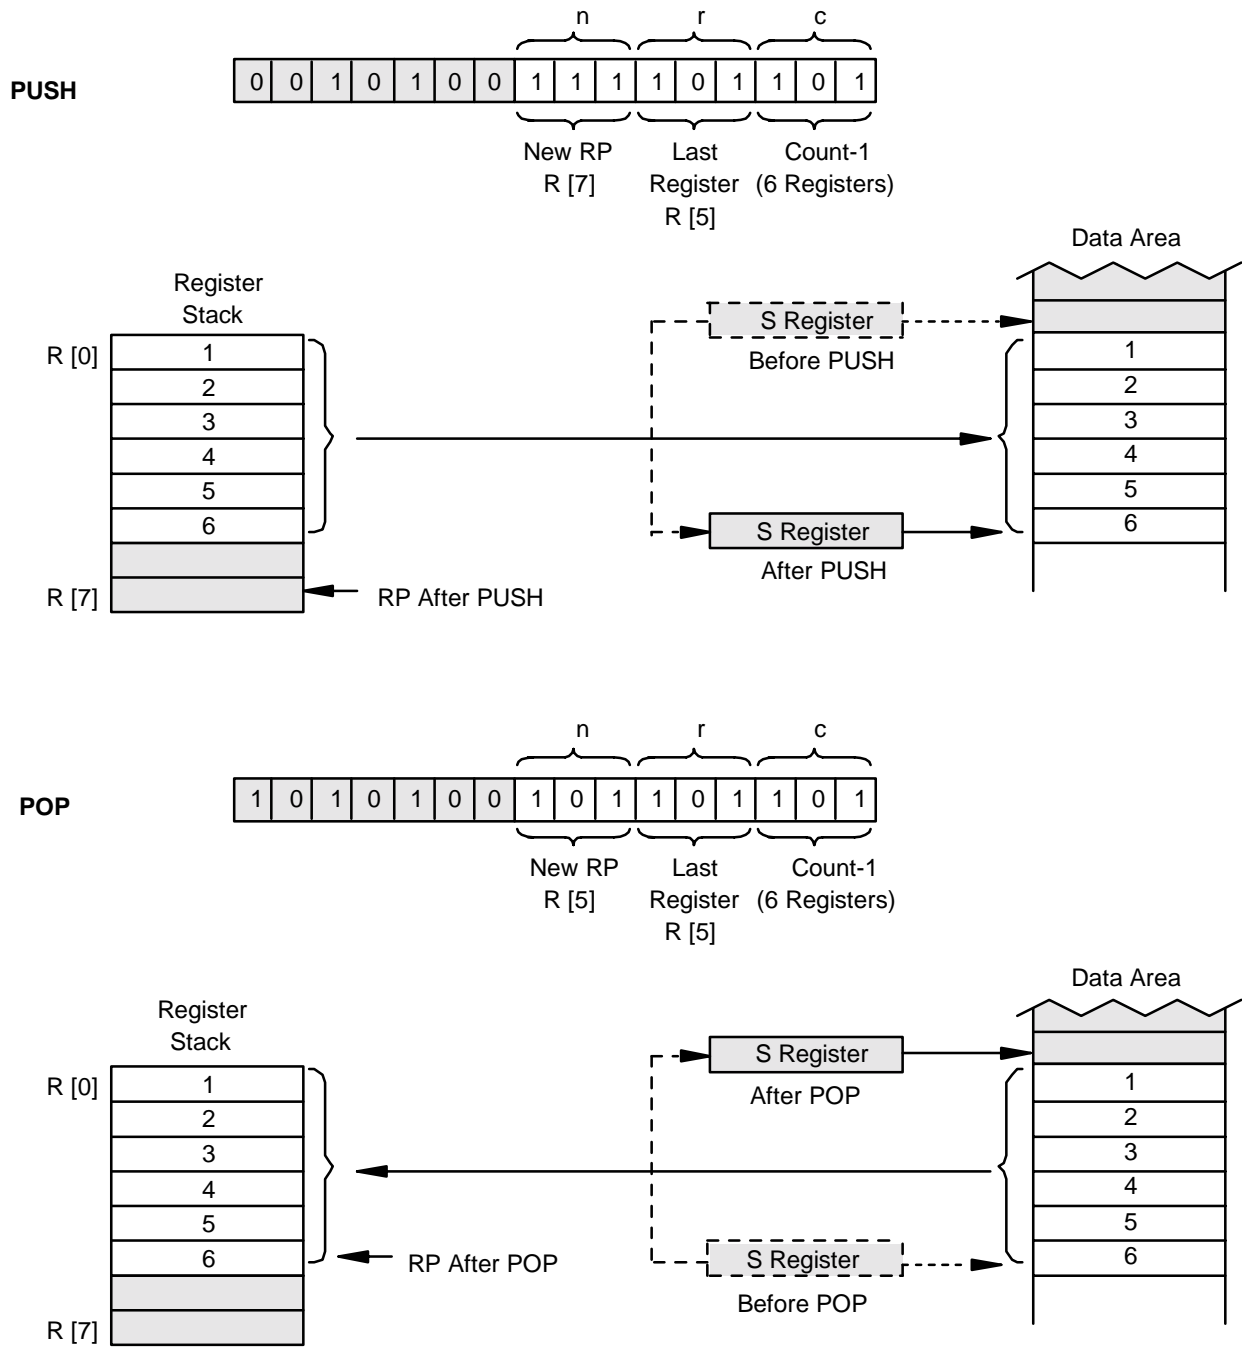 n r c
PUSH 0 0 1 0 1 0 0 1 1 1 1 0 1 1 0 1
New RP Last Count-1
R [7] Register (6 Registers)
R [5]
Data Area
Register
Stack
S Register
R [0] 1 Before PUSH 1
2 2
3 3
4 4
5 5
6 S Register 6
After PUSH
R [7] RP After PUSH
n r c
POP 1 0 1 0 1 0 0 1 0 1 1 0 1 1 0 1
New RP Last Count-1
R [5] Register (6 Registers)
R [5]
Data Area
Register
Stack
S Register
R [0] 1 After POP 1
2 2
3 3
4 4
5 5
6 RP After POP S Register 6
Before POP
R [7]